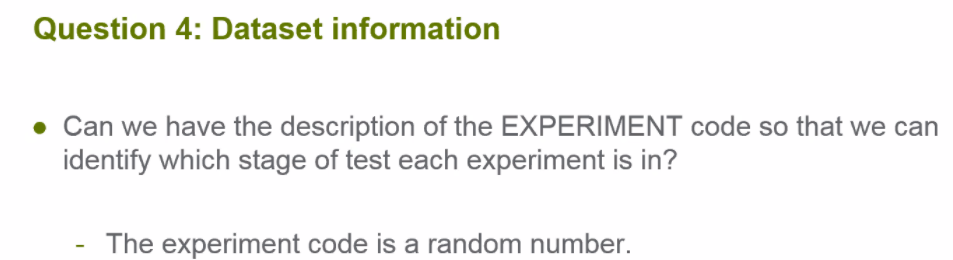 Question 4: Dataset information
● Can we have the description of the EXPERIMENT code so that we can
identify which stage of test each experiment is in?
- The experiment code is a random number.